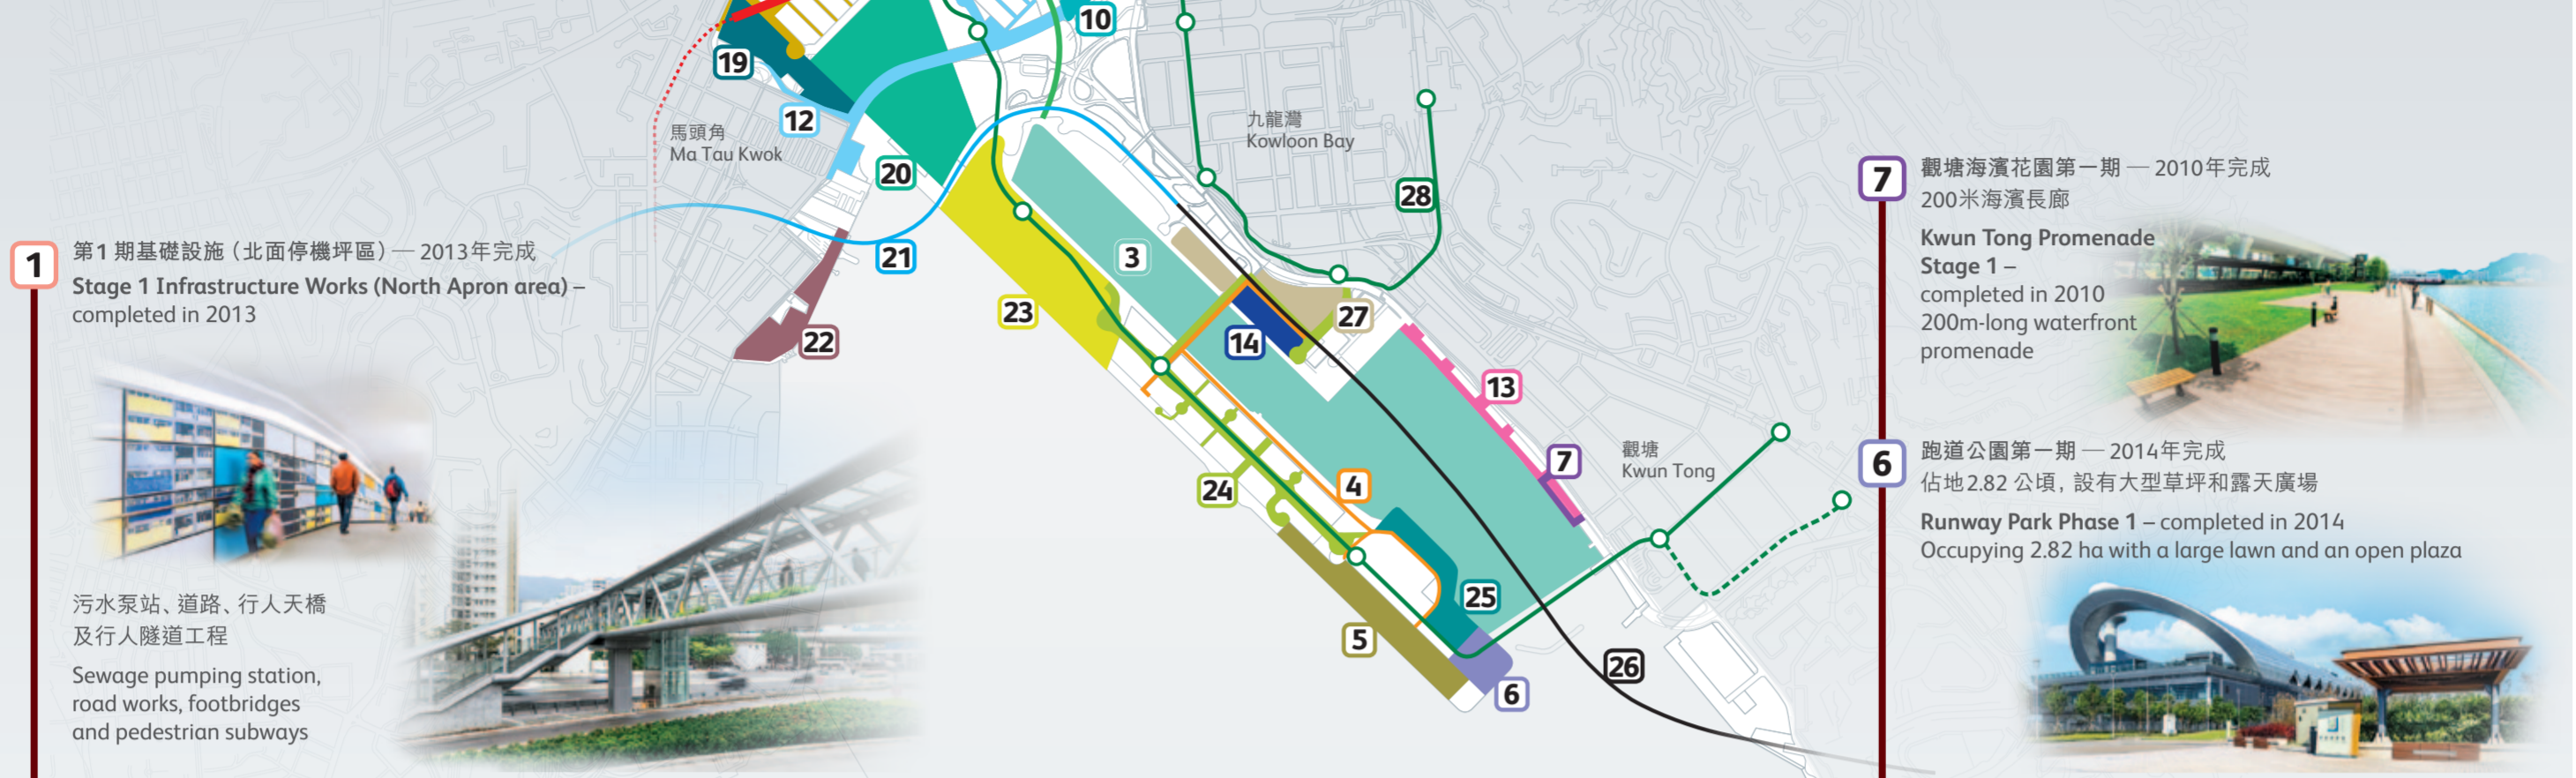 1
第1 期基礎設施（北面停機坪區）— 2013年完成
Stage 1 Infrastructure Works (North Apron area) –
completed in 2013
污水泵站、道路、行人天橋
及行人隧道工程
Sewage pumping station,
road works, footbridges
and pedestrian subways
10
19
12
馬頭角
Ma Tau Kwok
20
21
22
九龍灣
Kowloon Bay
28
3
23
14
27
13
24
4
7
觀塘
Kwun Tong
25
5
6
26
7
觀塘海濱花園第一期 — 2010年完成
200米海濱長廊
Kwun Tong Promenade
Stage 1 –
completed in 2010
200m-long waterfront
promenade
6
跑道公園第一期 — 2014年完成
佔地2.82 公頃，設有大型草坪和露天廣場
Runway Park Phase 1 – completed in 2014
Occupying 2.82 ha with a large lawn and an open plaza